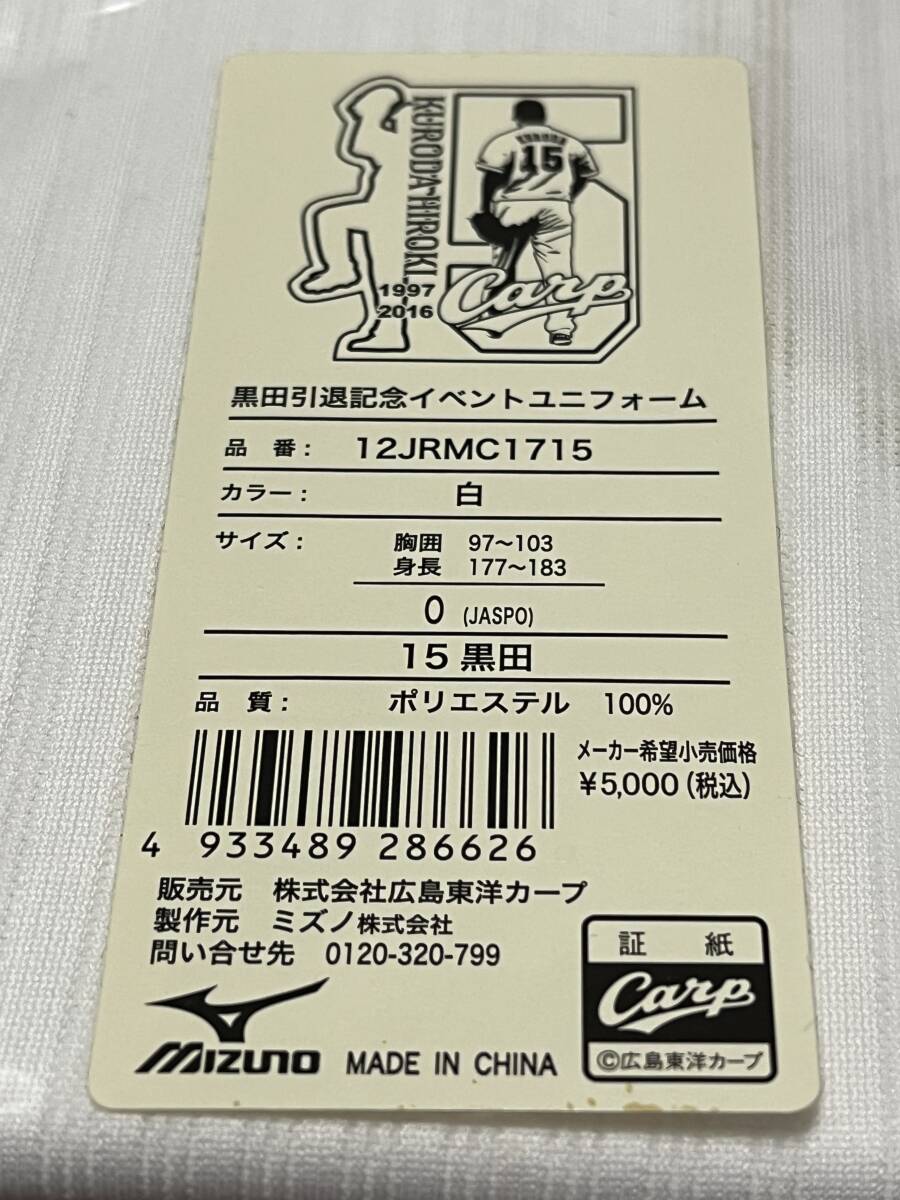 KURODA HIROKI
KURODA
15
1997
2016
Carp
黒田引退記念イベントユニフォーム
品 番: 12JRMC1715
カラー: 白
サイズ: 胸囲 97～103
身長 177～183
O (JASPO)
15 黒田
品 質: ポリエステル 100%
メーカー希望小売価格
¥5,000 (税込)
4 933489 286626
販売元 株式会社広島東洋カープ
製作元 ミズノ株式会社
問い合せ先 0120-320-799
証 紙
Carp
©広島東洋カープ
MIZUNO MADE IN CHINA